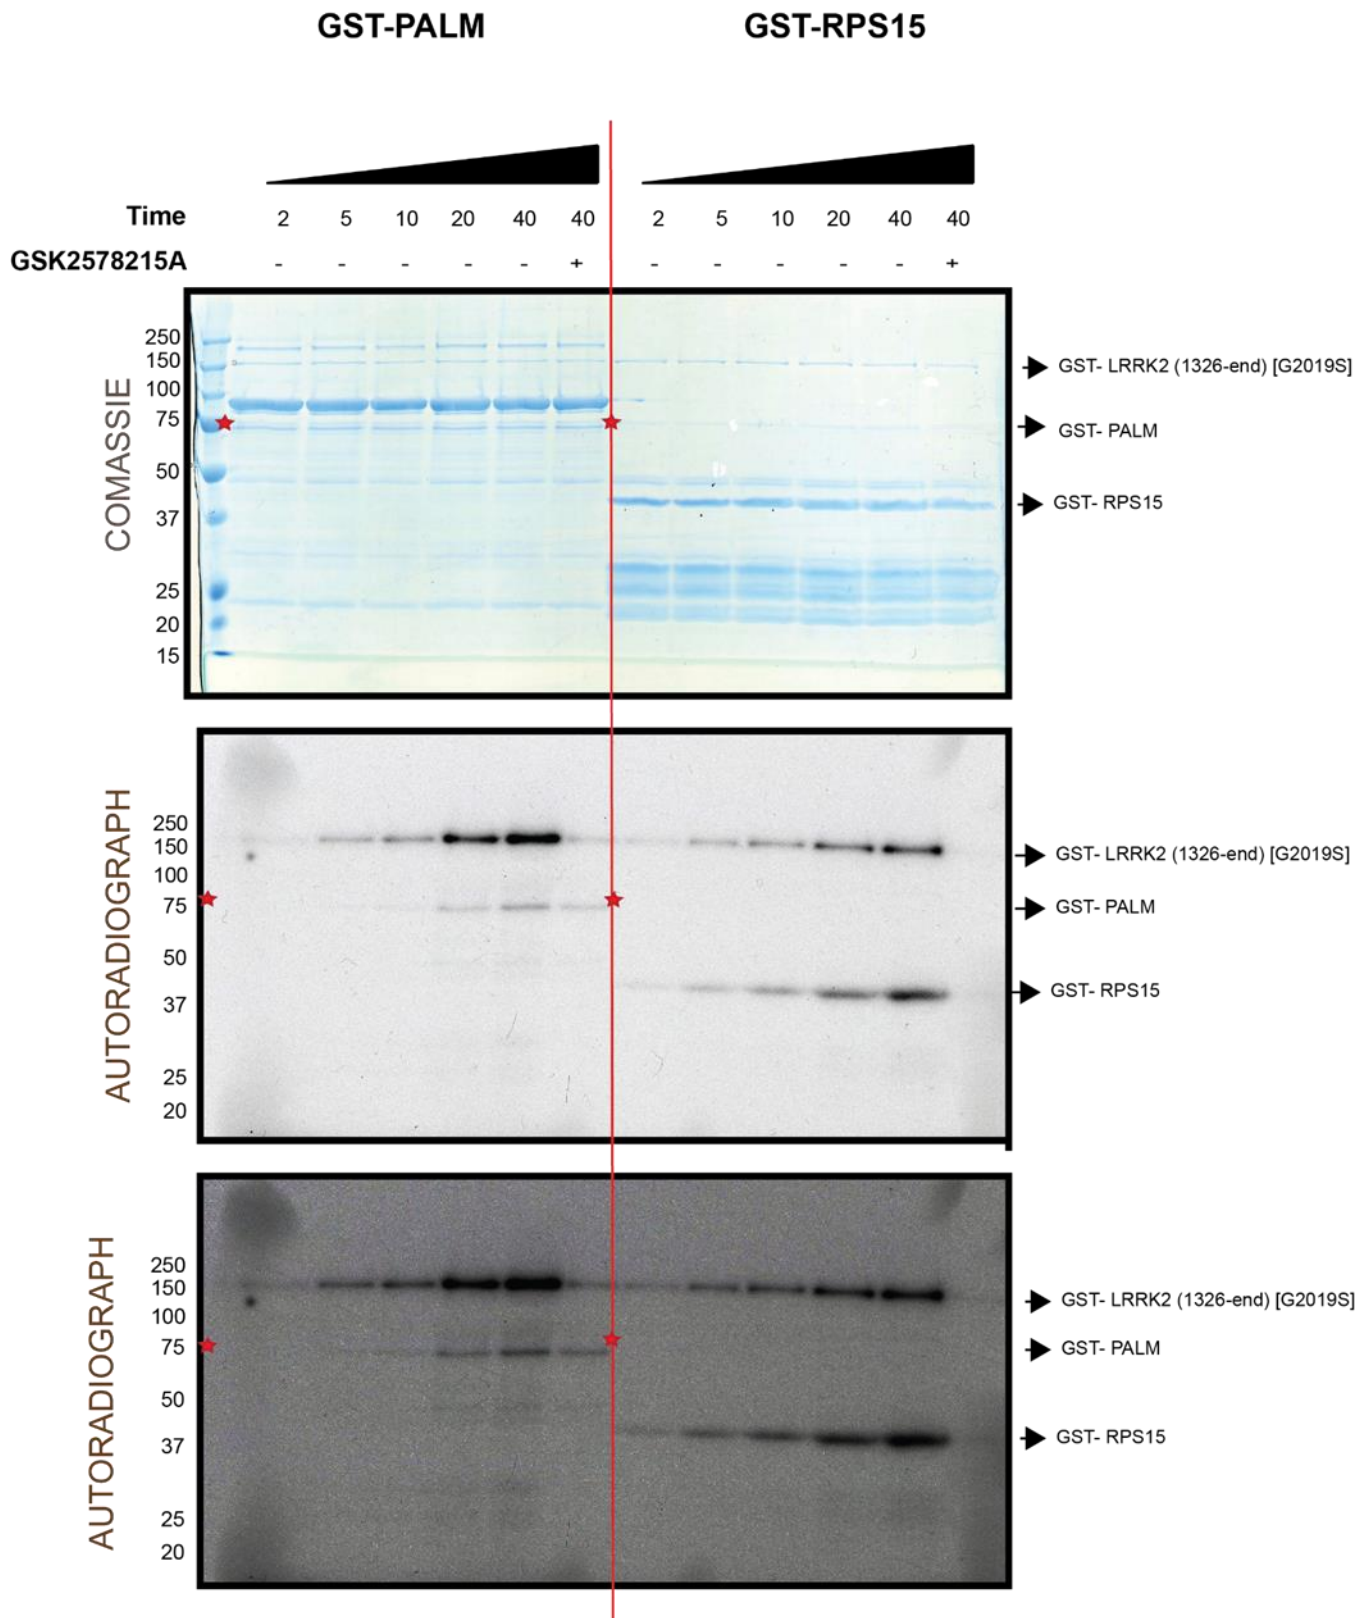 GST-PALM GST-RPS15
Time 2 5 10 20 40 40 2 5 10 20 40 40
GSK2578215A - - - - - + - - - - - +
COMASSIE
250
150
100
75
50
37
25
20
15
GST- LRRK2 (1326-end) [G2019S]
GST- PALM
GST- RPS15
AUTORADIOGRAPH
250
150
100
75
50
37
25
20
GST- LRRK2 (1326-end) [G2019S]
GST- PALM
GST- RPS15
AUTORADIOGRAPH
250
150
100
75
50
37
25
20
GST- LRRK2 (1326-end) [G2019S]
GST- PALM
GST- RPS15